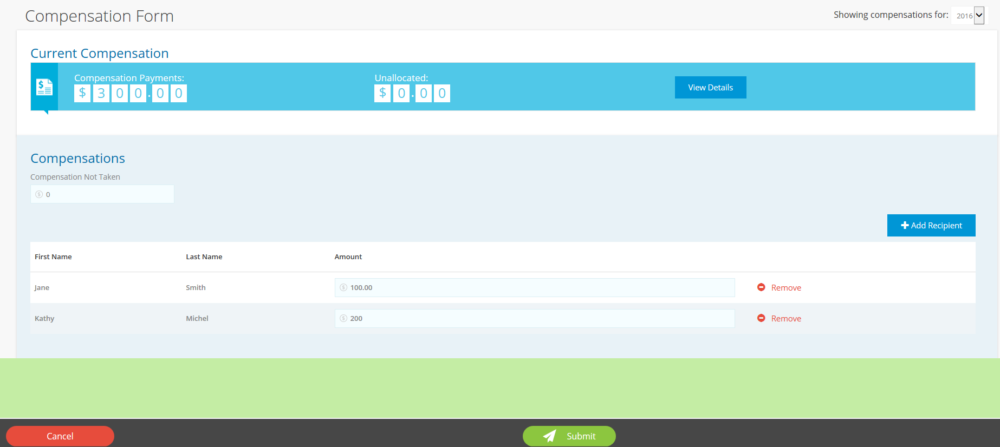 Compensation Form
Showing compensations for: 2016
Current Compensation
Compensation Payments:
$300.00
Unallocated:
$0.00
View Details
Compensations
Compensation Not Taken
$ 0
Add Recipient
First Name Last Name Amount
Jane Smith $ 100.00 Remove
Kathy Michel $ 200 Remove
Cancel Submit